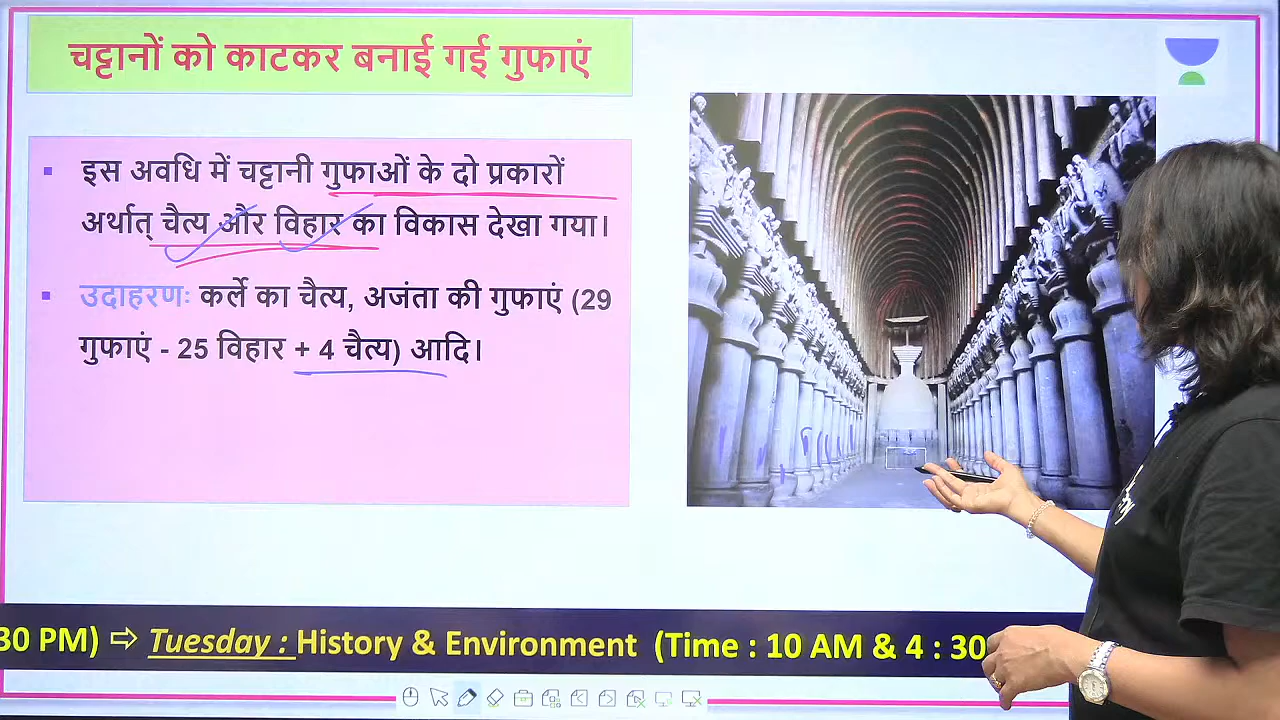 चट्टानों को काटकर बनाई गई गुफाएं
▪ इस अवधि में चट्टानी गुफाओं के दो प्रकारों
अर्थात् चैत्य और विहार का विकास देखा गया।
▪ उदाहरणः कर्ले का चैत्य, अजंता की गुफाएं (29
गुफाएं - 25 विहार + 4 चैत्य) आदि।
30 PM) ⇨ Tuesday : History & Environment (Time : 10 AM & 4 : 30